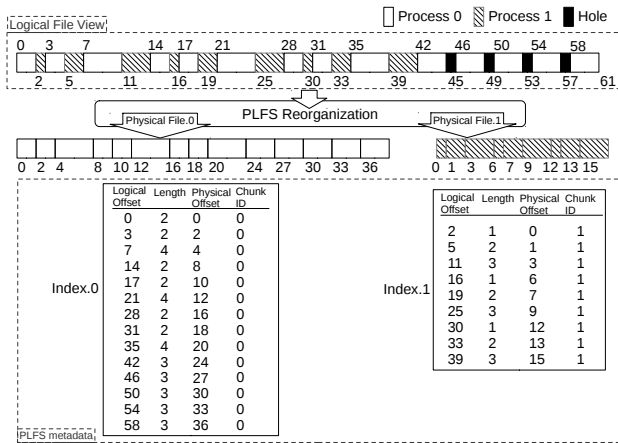 Process 0 Process 1 Hole
Logical File View
0 3 7 14 17 21 28 31 35 42 46 50 54 58
2 5 11 16 19 25 30 33 39 45 49 53 57 61
PLFS Reorganization
Physical File.0 Physical File.1
0 2 4 8 10 12 16 18 20 24 27 30 33 36
0 1 3 6 7 9 12 13 15
Logical Offset Length Physical Offset Chunk ID
0 2 0 0
3 2 2 0
7 4 4 0
14 2 8 0
17 2 10 0
21 4 12 0
28 2 16 0
31 2 18 0
35 4 20 0
42 3 24 0
46 3 27 0
50 3 30 0
54 3 33 0
58 3 36 0
Index.0
Logical Offset Length Physical Offset Chunk ID
2 1 0 1
5 2 1 1
11 3 3 1
16 1 6 1
19 2 7 1
25 3 9 1
30 1 12 1
33 2 13 1
39 3 15 1
Index.1
PLFS metadata